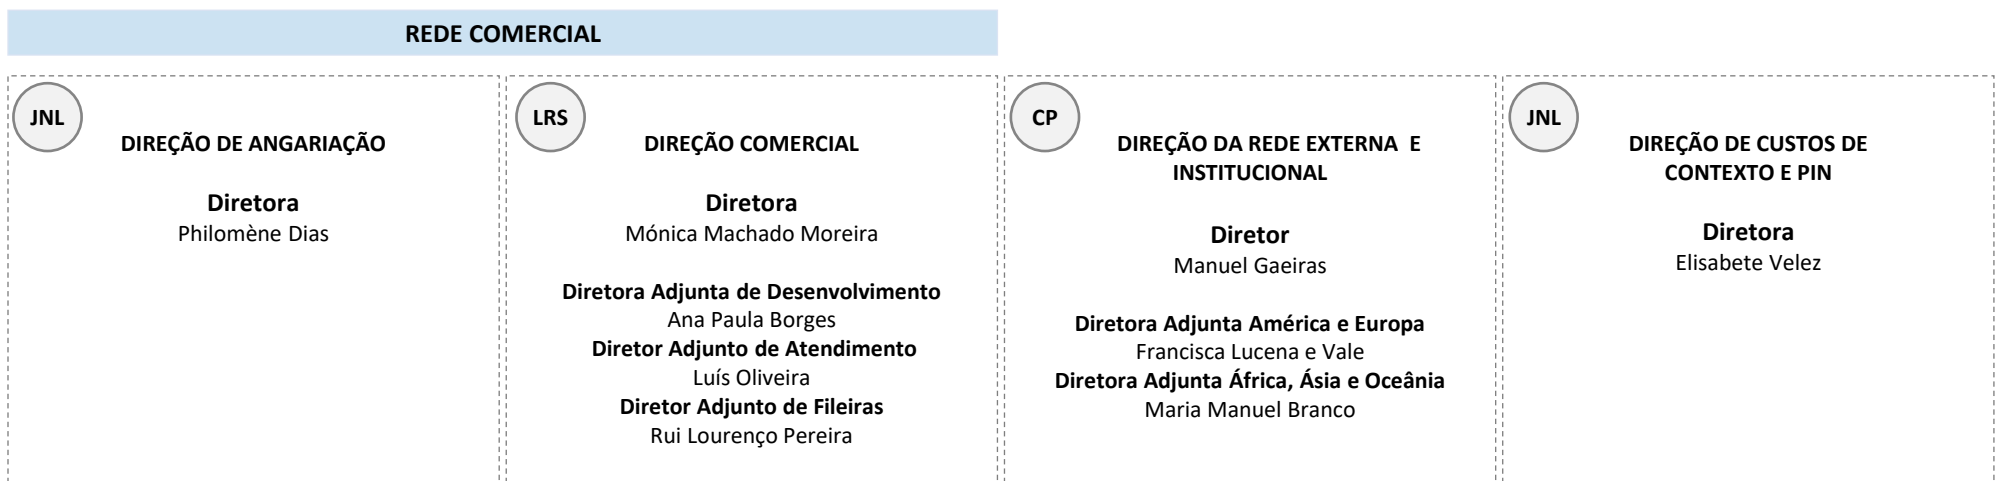 REDE COMERCIAL
JNL
DIREÇÃO DE ANGARIAÇÃO
Diretora
Philomène Dias
LRS
DIREÇÃO COMERCIAL
Diretora
Mónica Machado Moreira
Diretora Adjunta de Desenvolvimento
Ana Paula Borges
Diretor Adjunto de Atendimento
Luís Oliveira
Diretor Adjunto de Fileiras
Rui Lourenço Pereira
CP
DIREÇÃO DA REDE EXTERNA E
INSTITUCIONAL
Diretor
Manuel Gaeiras
Diretora Adjunta América e Europa
Francisca Lucena e Vale
Diretora Adjunta África, Ásia e Oceânia
Maria Manuel Branco
JNL
DIREÇÃO DE CUSTOS DE
CONTEXTO E PIN
Diretora
Elisabete Velez